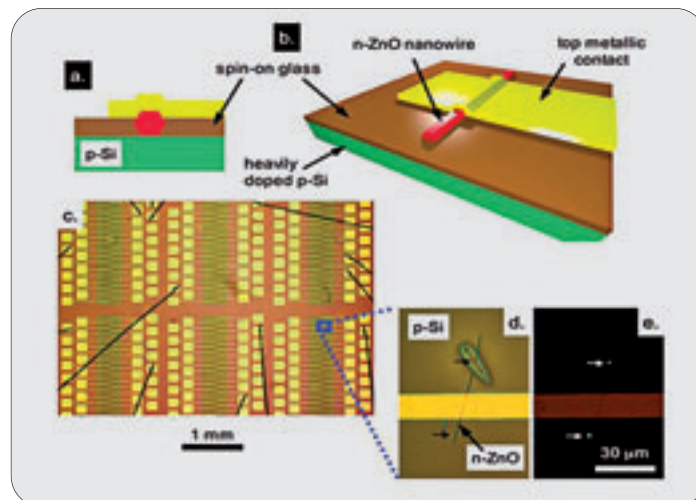 a.
b.
n-ZnO nanowire
top metallic
contact
spin-on glass
p-Si
heavily
doped p-Si
c.
1 mm
p-Si
d.
e.
n-ZnO
30 μm